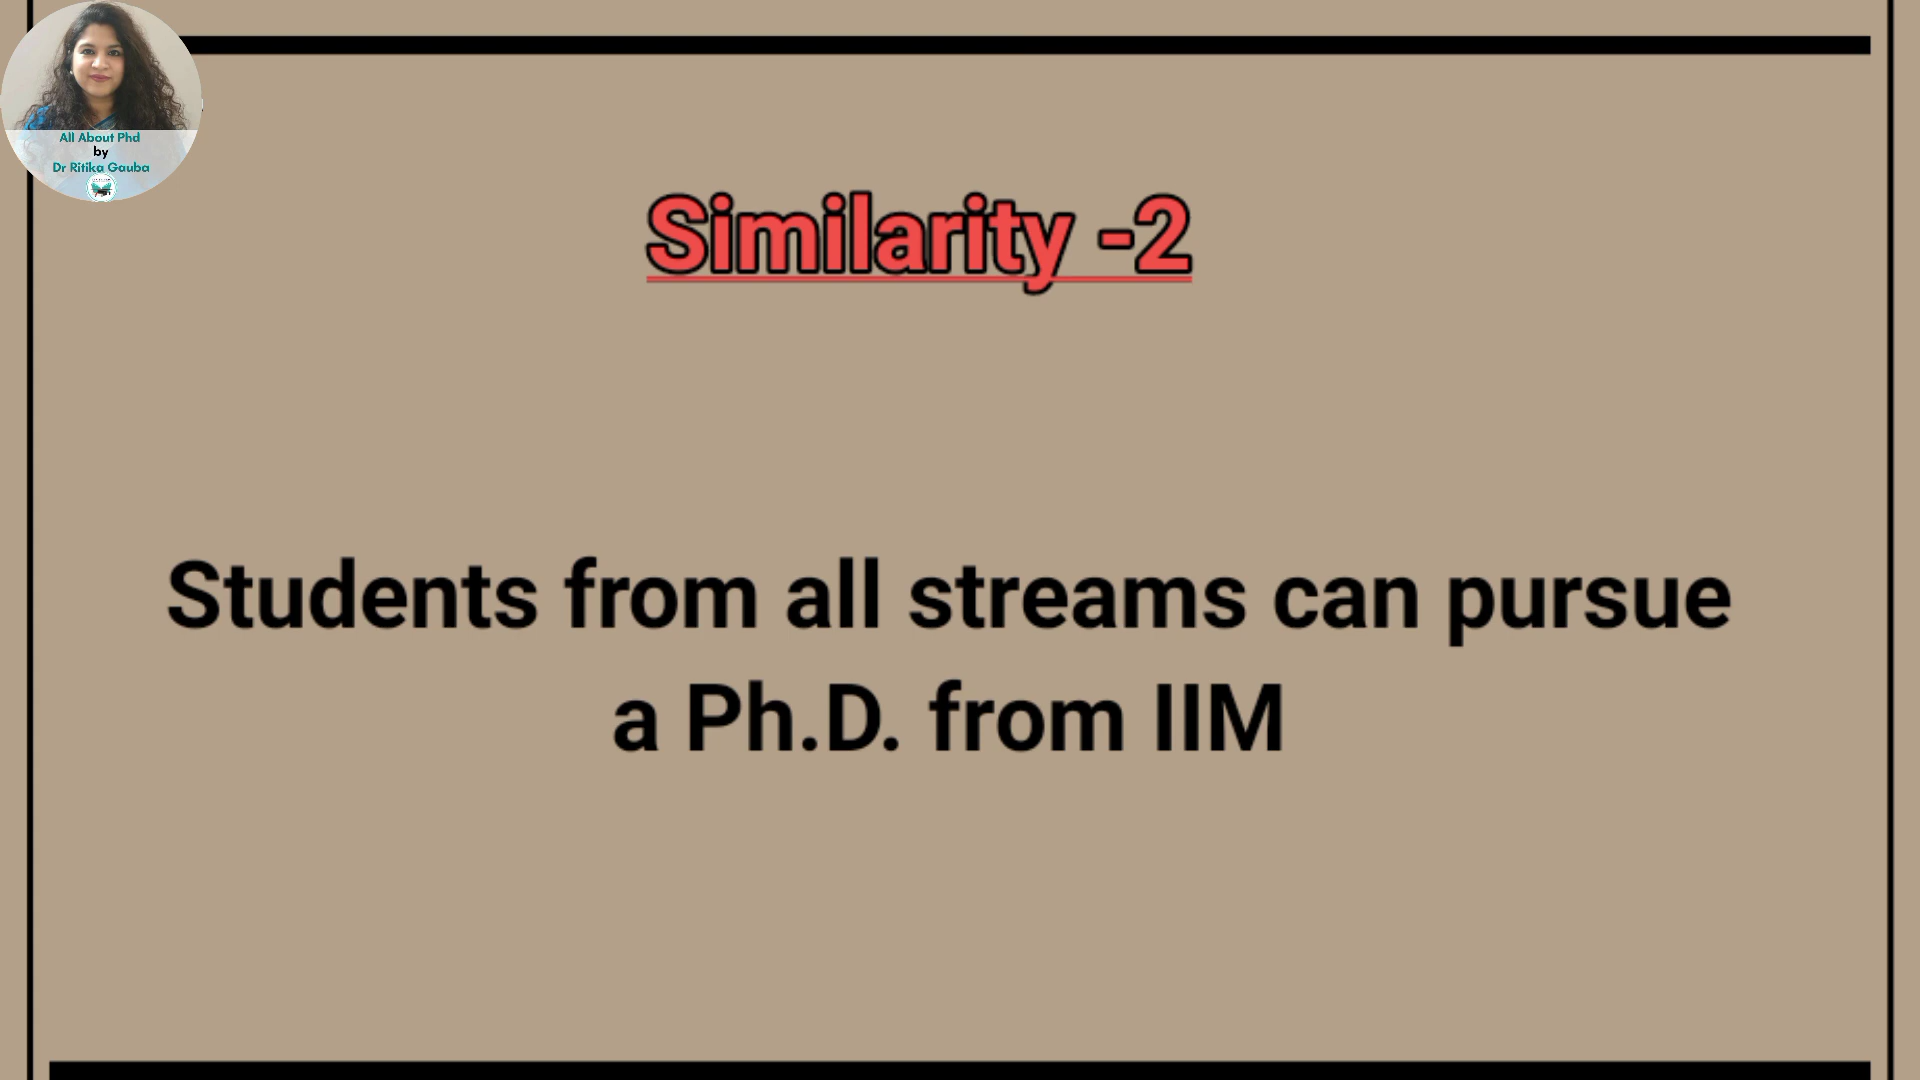 All About Phd
by
Dr Ritika Gauba
Similarity -2
Students from all streams can pursue
a Ph.D. from IIM